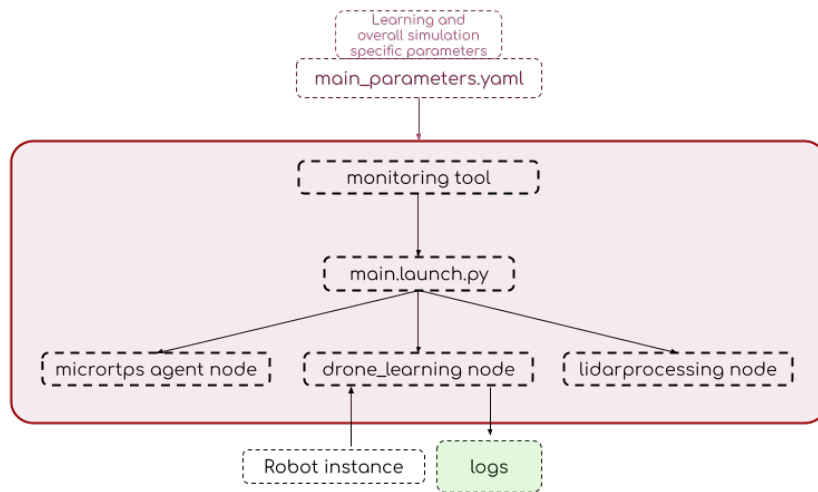 Learning and
overall simulation
specific parameters
main_parameters.yaml
monitoring tool
main.launch.py
micrortps agent node
drone_learning node
lidarprocessing node
Robot instance
logs